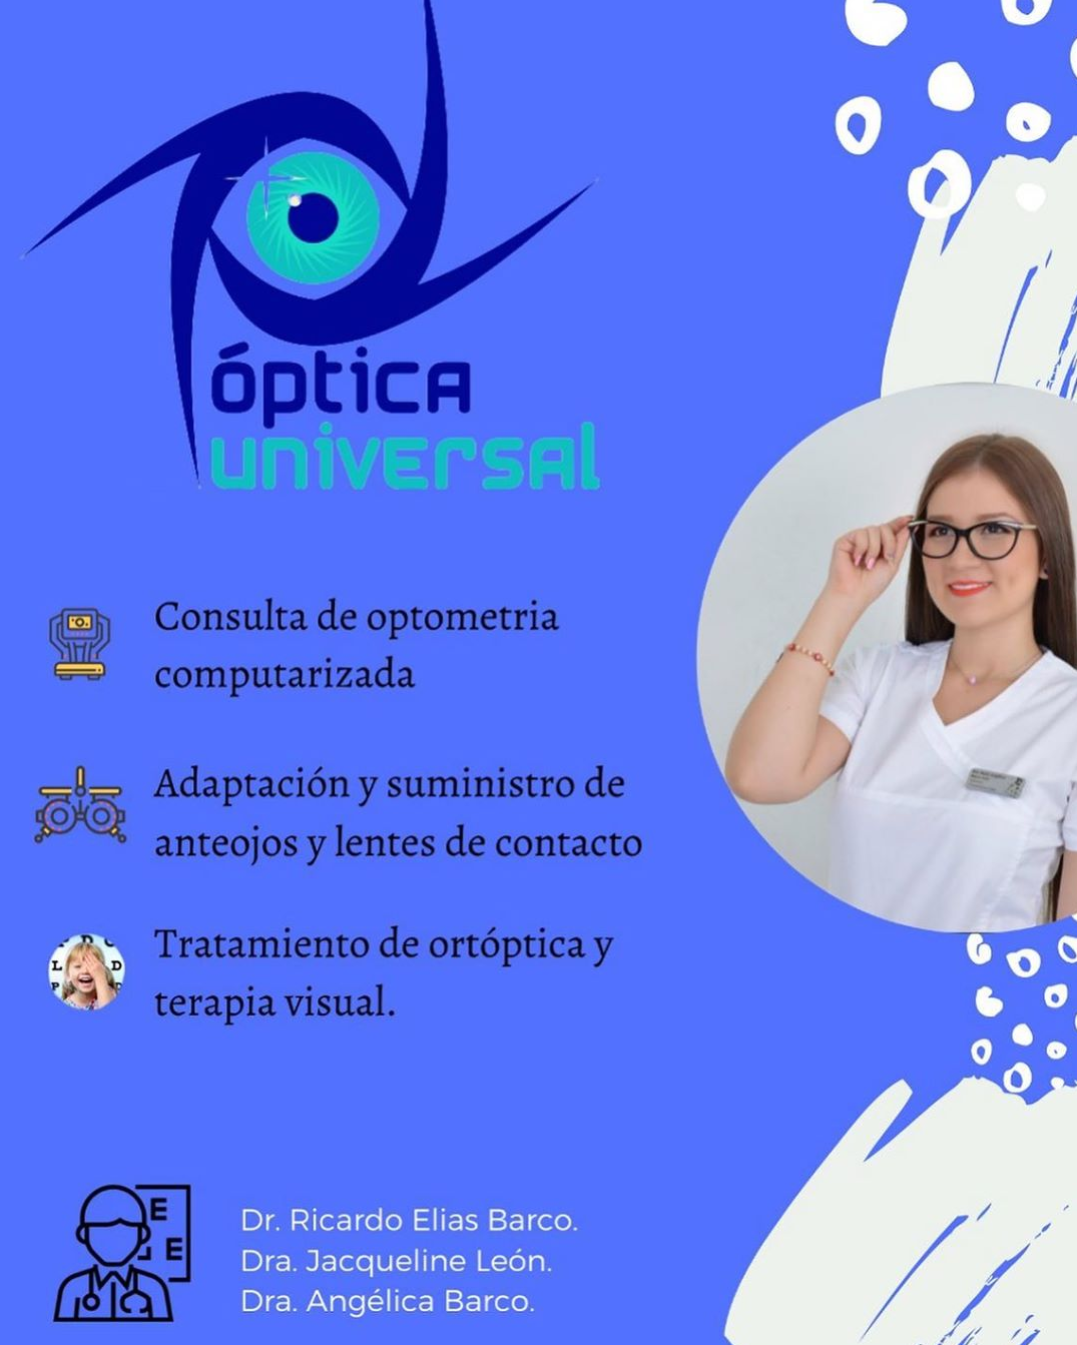 óptica
universal
Consulta de optometria
computarizada
Adaptación y suministro de
anteojos y lentes de contacto
Tratamiento de ortóptica y
terapia visual.
L D
E
E
Dr. Ricardo Elias Barco.
Dra. Jacqueline León.
Dra. Angélica Barco.